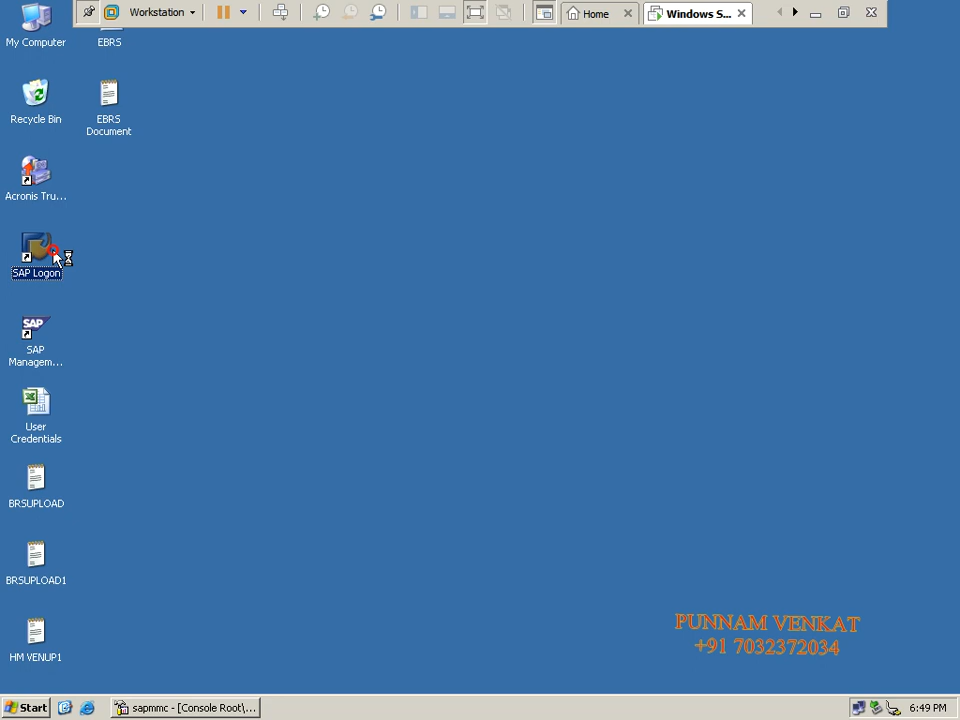 Workstation
Home
Windows S...
My Computer
EBRS
Recycle Bin
EBRS
Document
Acronis Tru...
SAP Logon
SAP
SAP
Managem...
User
Credentials
BRSUPLOAD
BRSUPLOAD1
HM VENUP1
PUNNAM VENKAT
+91 7032372034
Start
sapmmc - [Console Root\...
6:49 PM